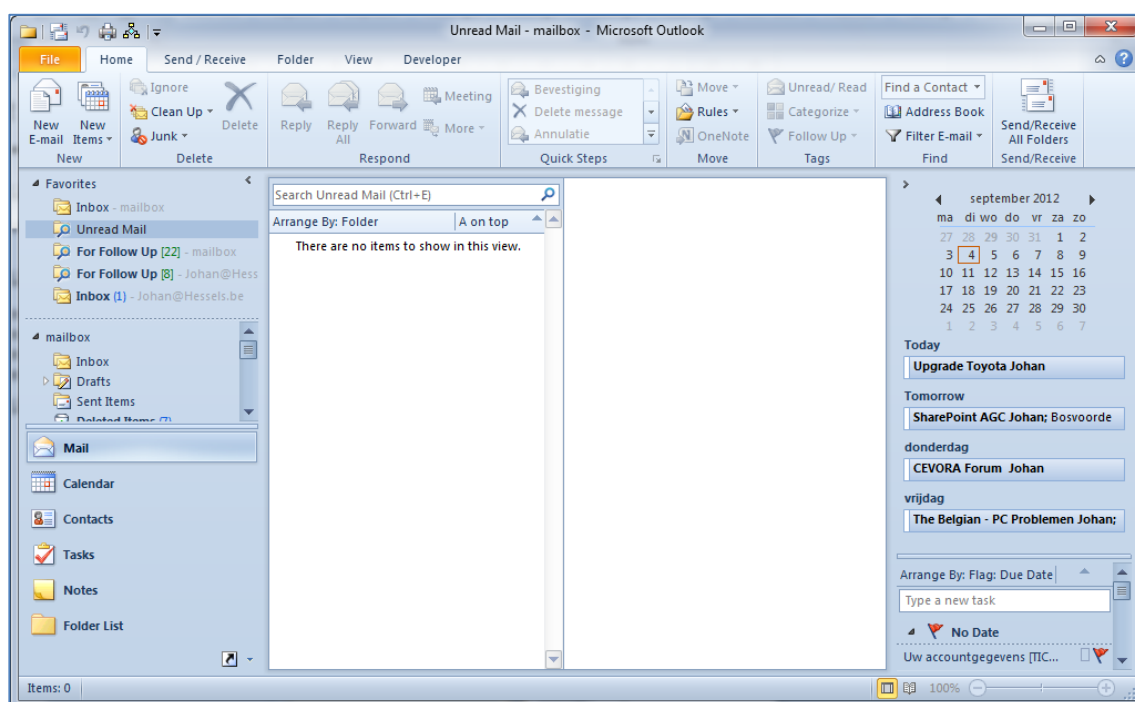 Unread Mail - mailbox - Microsoft Outlook
File Home Send / Receive Folder View Developer
New E-mail
New Items
Ignore
Clean Up
Junk
Delete
New
Delete
Reply
Reply All
Forward
Meeting
More
Respond
Bevestiging
Delete message
Annulatie
Quick Steps
Move
Rules
OneNote
Move
Unread/ Read
Categorize
Follow Up
Tags
Find a Contact
Address Book
Filter E-mail
Find
Send/Receive
All Folders
Send/Receive
Favorites
Inbox - mailbox
Unread Mail
For Follow Up [22] - mailbox
For Follow Up [8] - Johan@Hess
Inbox (1) - Johan@Hessels.be
mailbox
Inbox
Drafts
Sent Items
Deleted Items (7)
Mail
Calendar
Contacts
Tasks
Notes
Folder List
Search Unread Mail (Ctrl+E)
Arrange By: Folder A on top
There are no items to show in this view.
september 2012
ma di wo do vr za zo
27 28 29 30 31 1 2
3 4 5 6 7 8 9
10 11 12 13 14 15 16
17 18 19 20 21 22 23
24 25 26 27 28 29 30
1 2 3 4 5 6 7
Today
Upgrade Toyota Johan
Tomorrow
SharePoint AGC Johan; Bosvoorde
donderdag
CEVORA Forum Johan
vrijdag
The Belgian - PC Problemen Johan;
Arrange By: Flag: Due Date
Type a new task
No Date
Uw accountgegevens [TIC...
Items: 0
100%